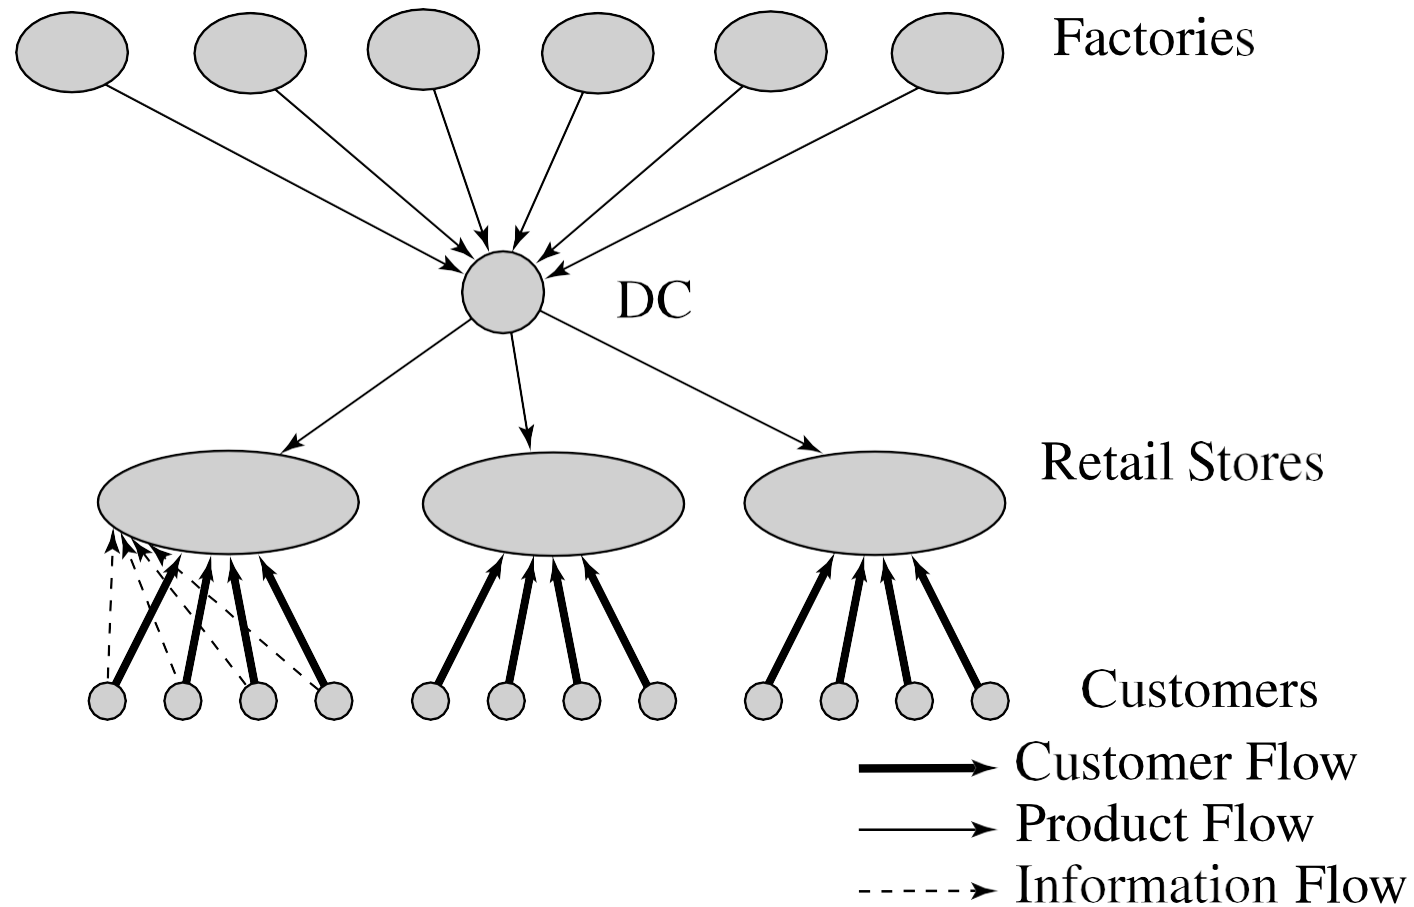 Factories
DC
Retail Stores
Customers
Customer Flow
Product Flow
Information Flow